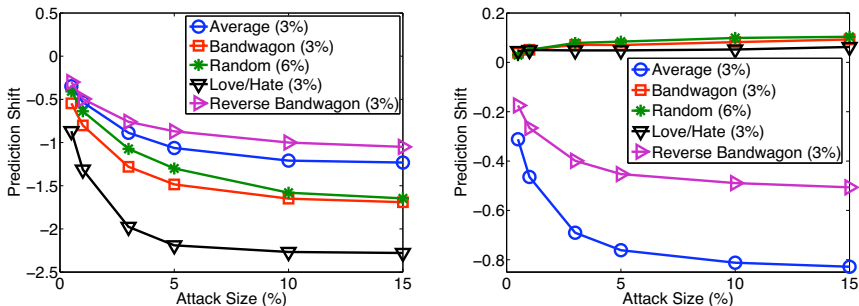 0.5
0
−0.5
−1
−1.5
−2
−2.5
Prediction Shift
0 5 10 15
Attack Size (%)
Average (3%)
Bandwagon (3%)
Random (6%)
Love/Hate (3%)
Reverse Bandwagon (3%)
0.2
0
−0.2
−0.4
−0.6
−0.8
Prediction Shift
0 5 10 15
Attack Size (%)
Average (3%)
Bandwagon (3%)
Random (6%)
Love/Hate (3%)
Reverse Bandwagon (3%)